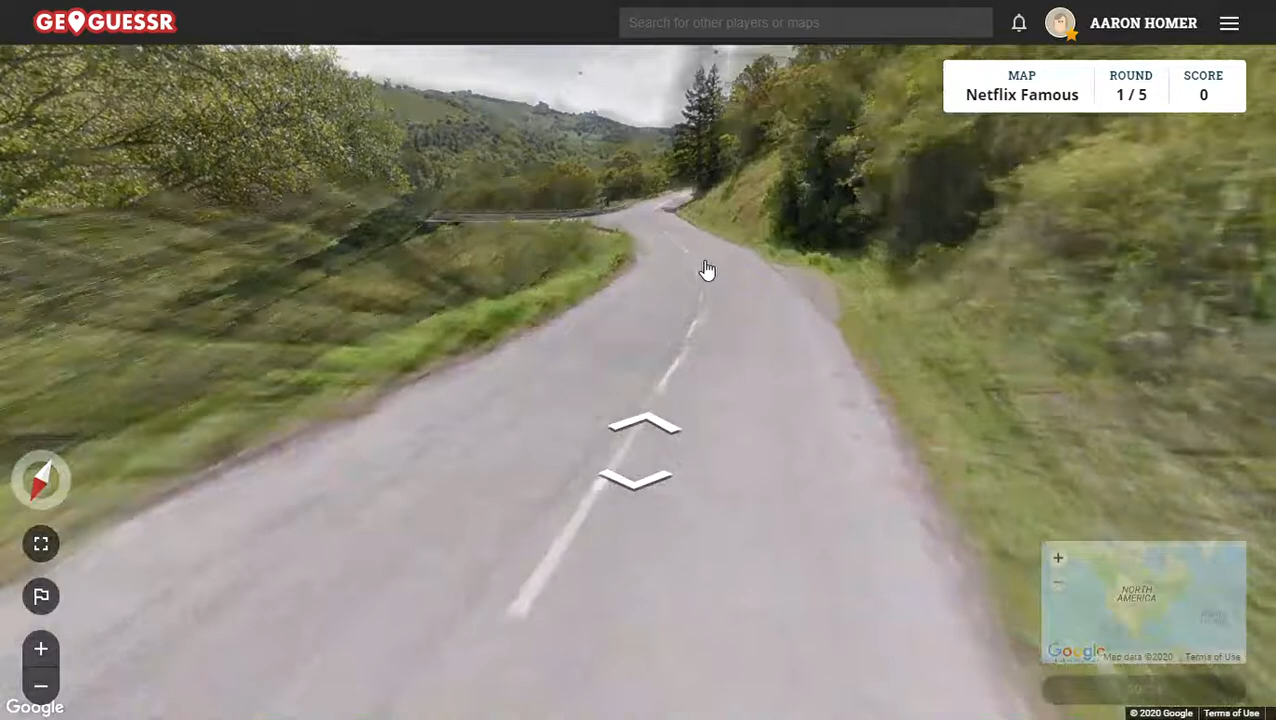 GEOGUESSR
Search for other players or maps
AARON HOMER
MAP
Netflix Famous
ROUND
1 / 5
SCORE
0
NORTH
AMERICA
Google
Map data ©2020
Terms of Use
Google
© 2020 Google
Terms of Use